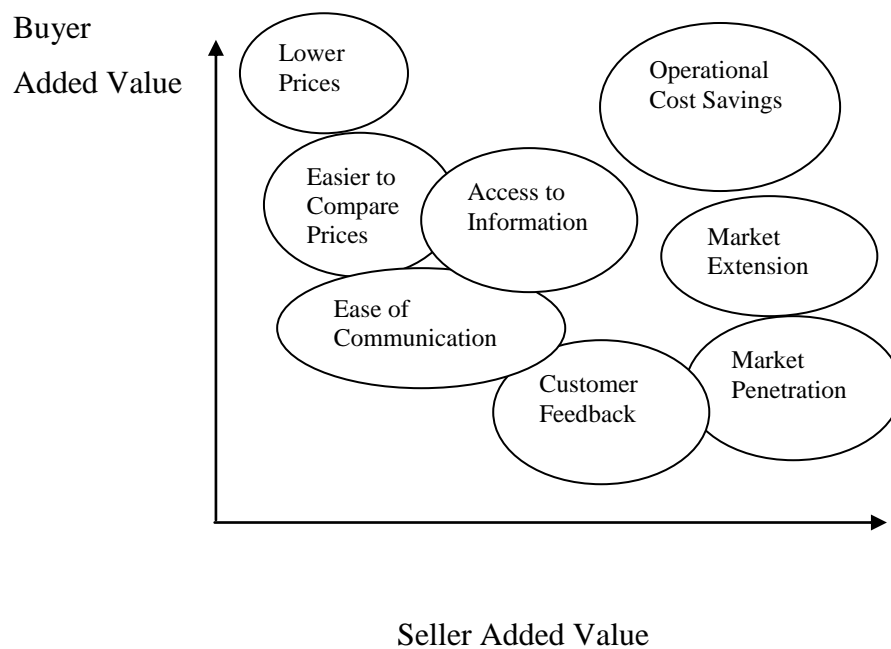 Buyer
Added Value
Lower
Prices
Operational
Cost Savings
Easier to
Compare
Prices
Access to
Information
Market
Extension
Ease of
Communication
Customer
Feedback
Market
Penetration
Seller Added Value